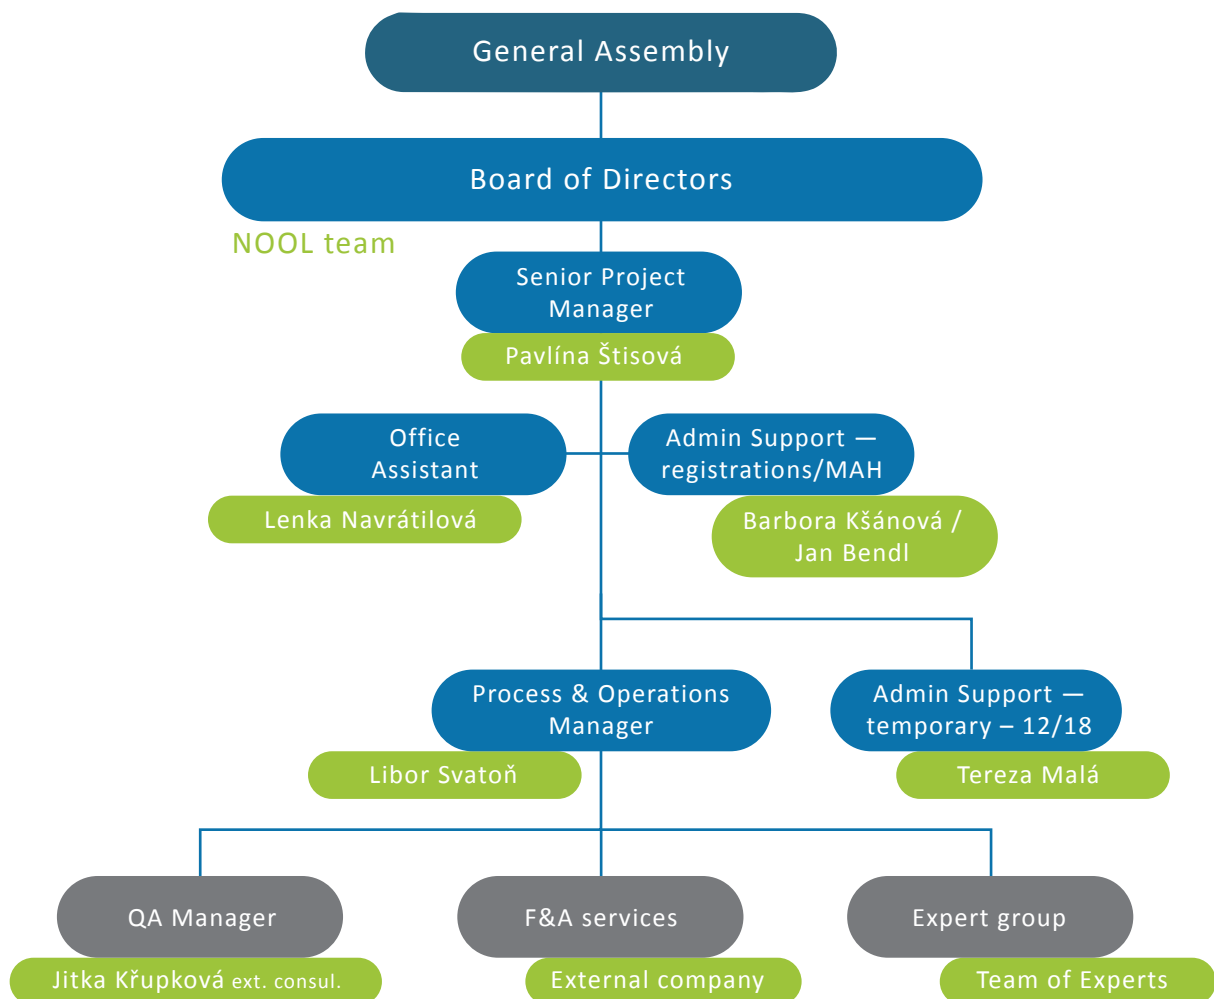 General Assembly
Board of Directors
NOOL team
Senior Project
Manager
Pavlína Štisová
Office
Assistant
Lenka Navrátilová
Admin Support —
registrations/MAH
Barbora Kšánová /
Jan Bendl
Process & Operations
Manager
Libor Svatoň
Admin Support —
temporary – 12/18
Tereza Malá
QA Manager
Jitka Křupková ext. consul.
F&A services
External company
Expert group
Team of Experts